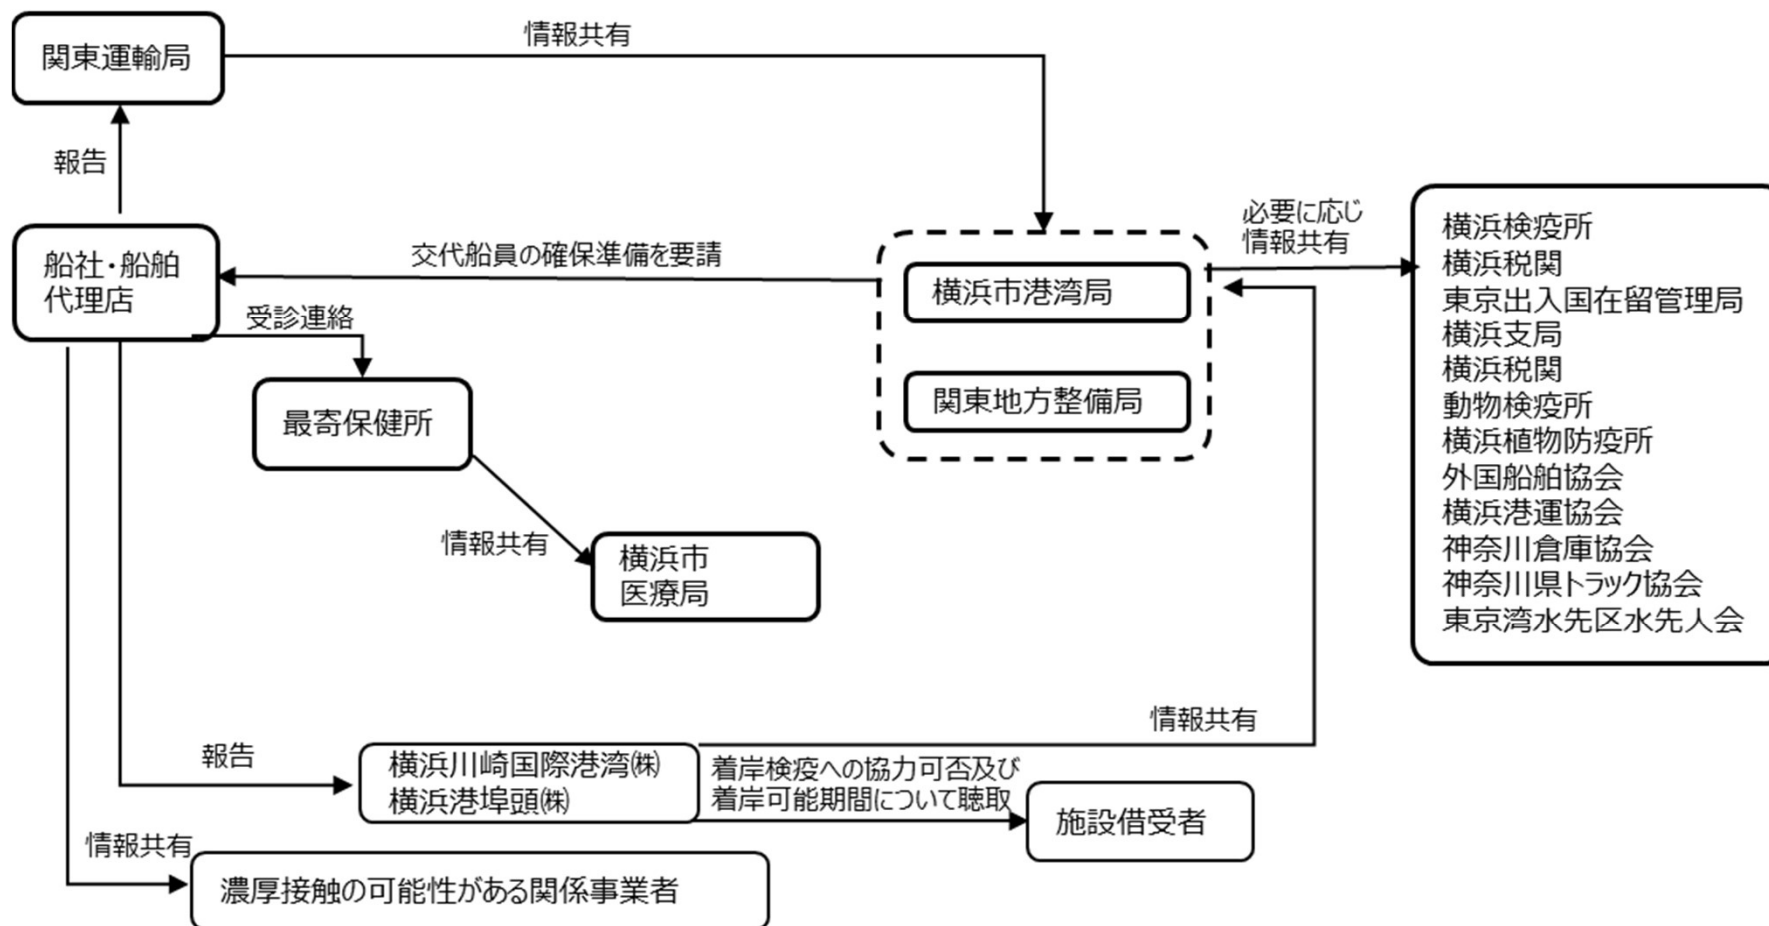 情報共有
関東運輸局
報告
船社・船舶
代理店
交代船員の確保準備を要請
受診連絡
最寄保健所
情報共有
横浜市
医療局
横浜市港湾局
関東地方整備局
必要に応じ
情報共有
横浜検疫所
横浜税関
東京出入国在留管理局
横浜支局
横浜税関
動物検疫所
横浜植物防疫所
外国船舶協会
横浜港運協会
神奈川倉庫協会
神奈川県トラック協会
東京湾水先区水先人会
情報共有
報告
横浜川崎国際港湾㈱
横浜港埠頭㈱
着岸検疫への協力可否及び
着岸可能期間について聴取
施設借受者
情報共有
濃厚接触の可能性がある関係事業者